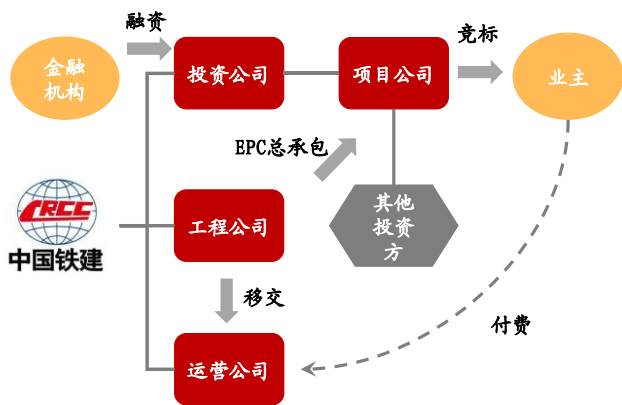 融资
竞标
金融
机构
投资公司
项目公司
业主
EPC总承包
CRCC
中国铁建
工程公司
其他
投资
方
移交
付费
运营公司